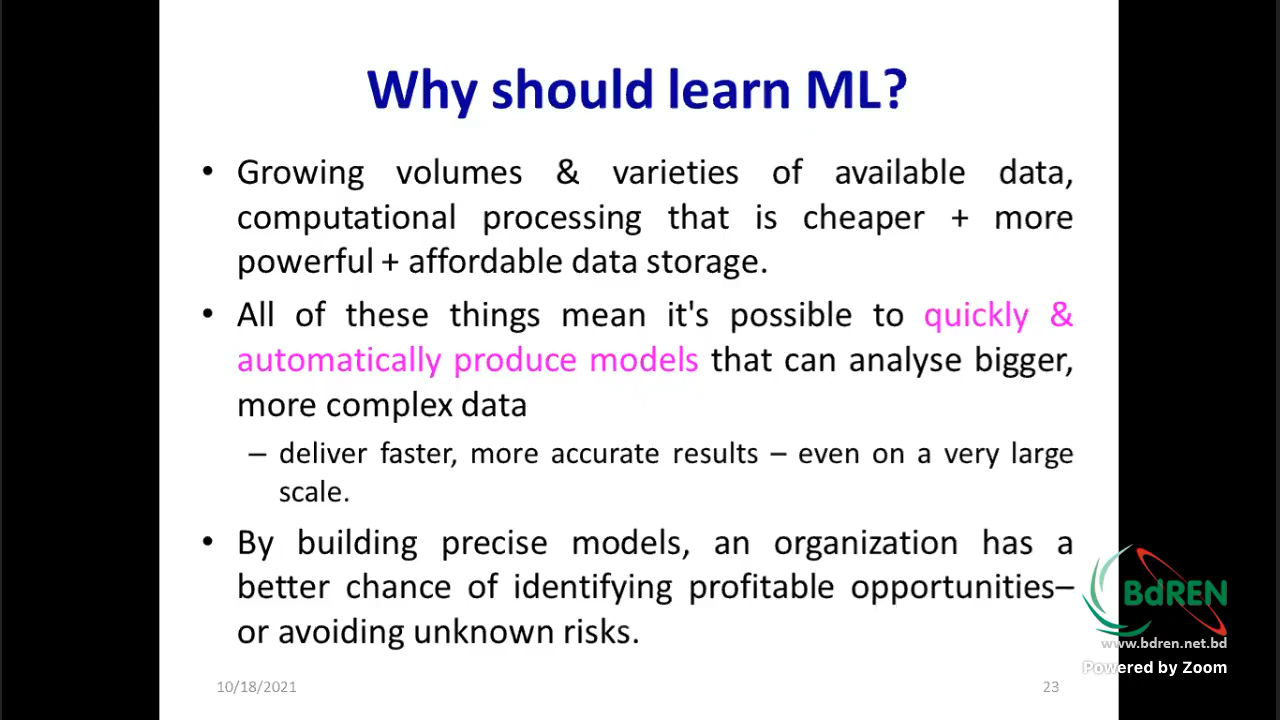 Why should learn ML?
• Growing volumes & varieties of available data,
computational processing that is cheaper + more
powerful + affordable data storage.
• All of these things mean it's possible to quickly &
automatically produce models that can analyse bigger,
more complex data
– deliver faster, more accurate results – even on a very large
scale.
• By building precise models, an organization has a
better chance of identifying profitable opportunities–
or avoiding unknown risks.
BdREN
www.bdren.net.bd
Powered by Zoom
10/18/2021
23